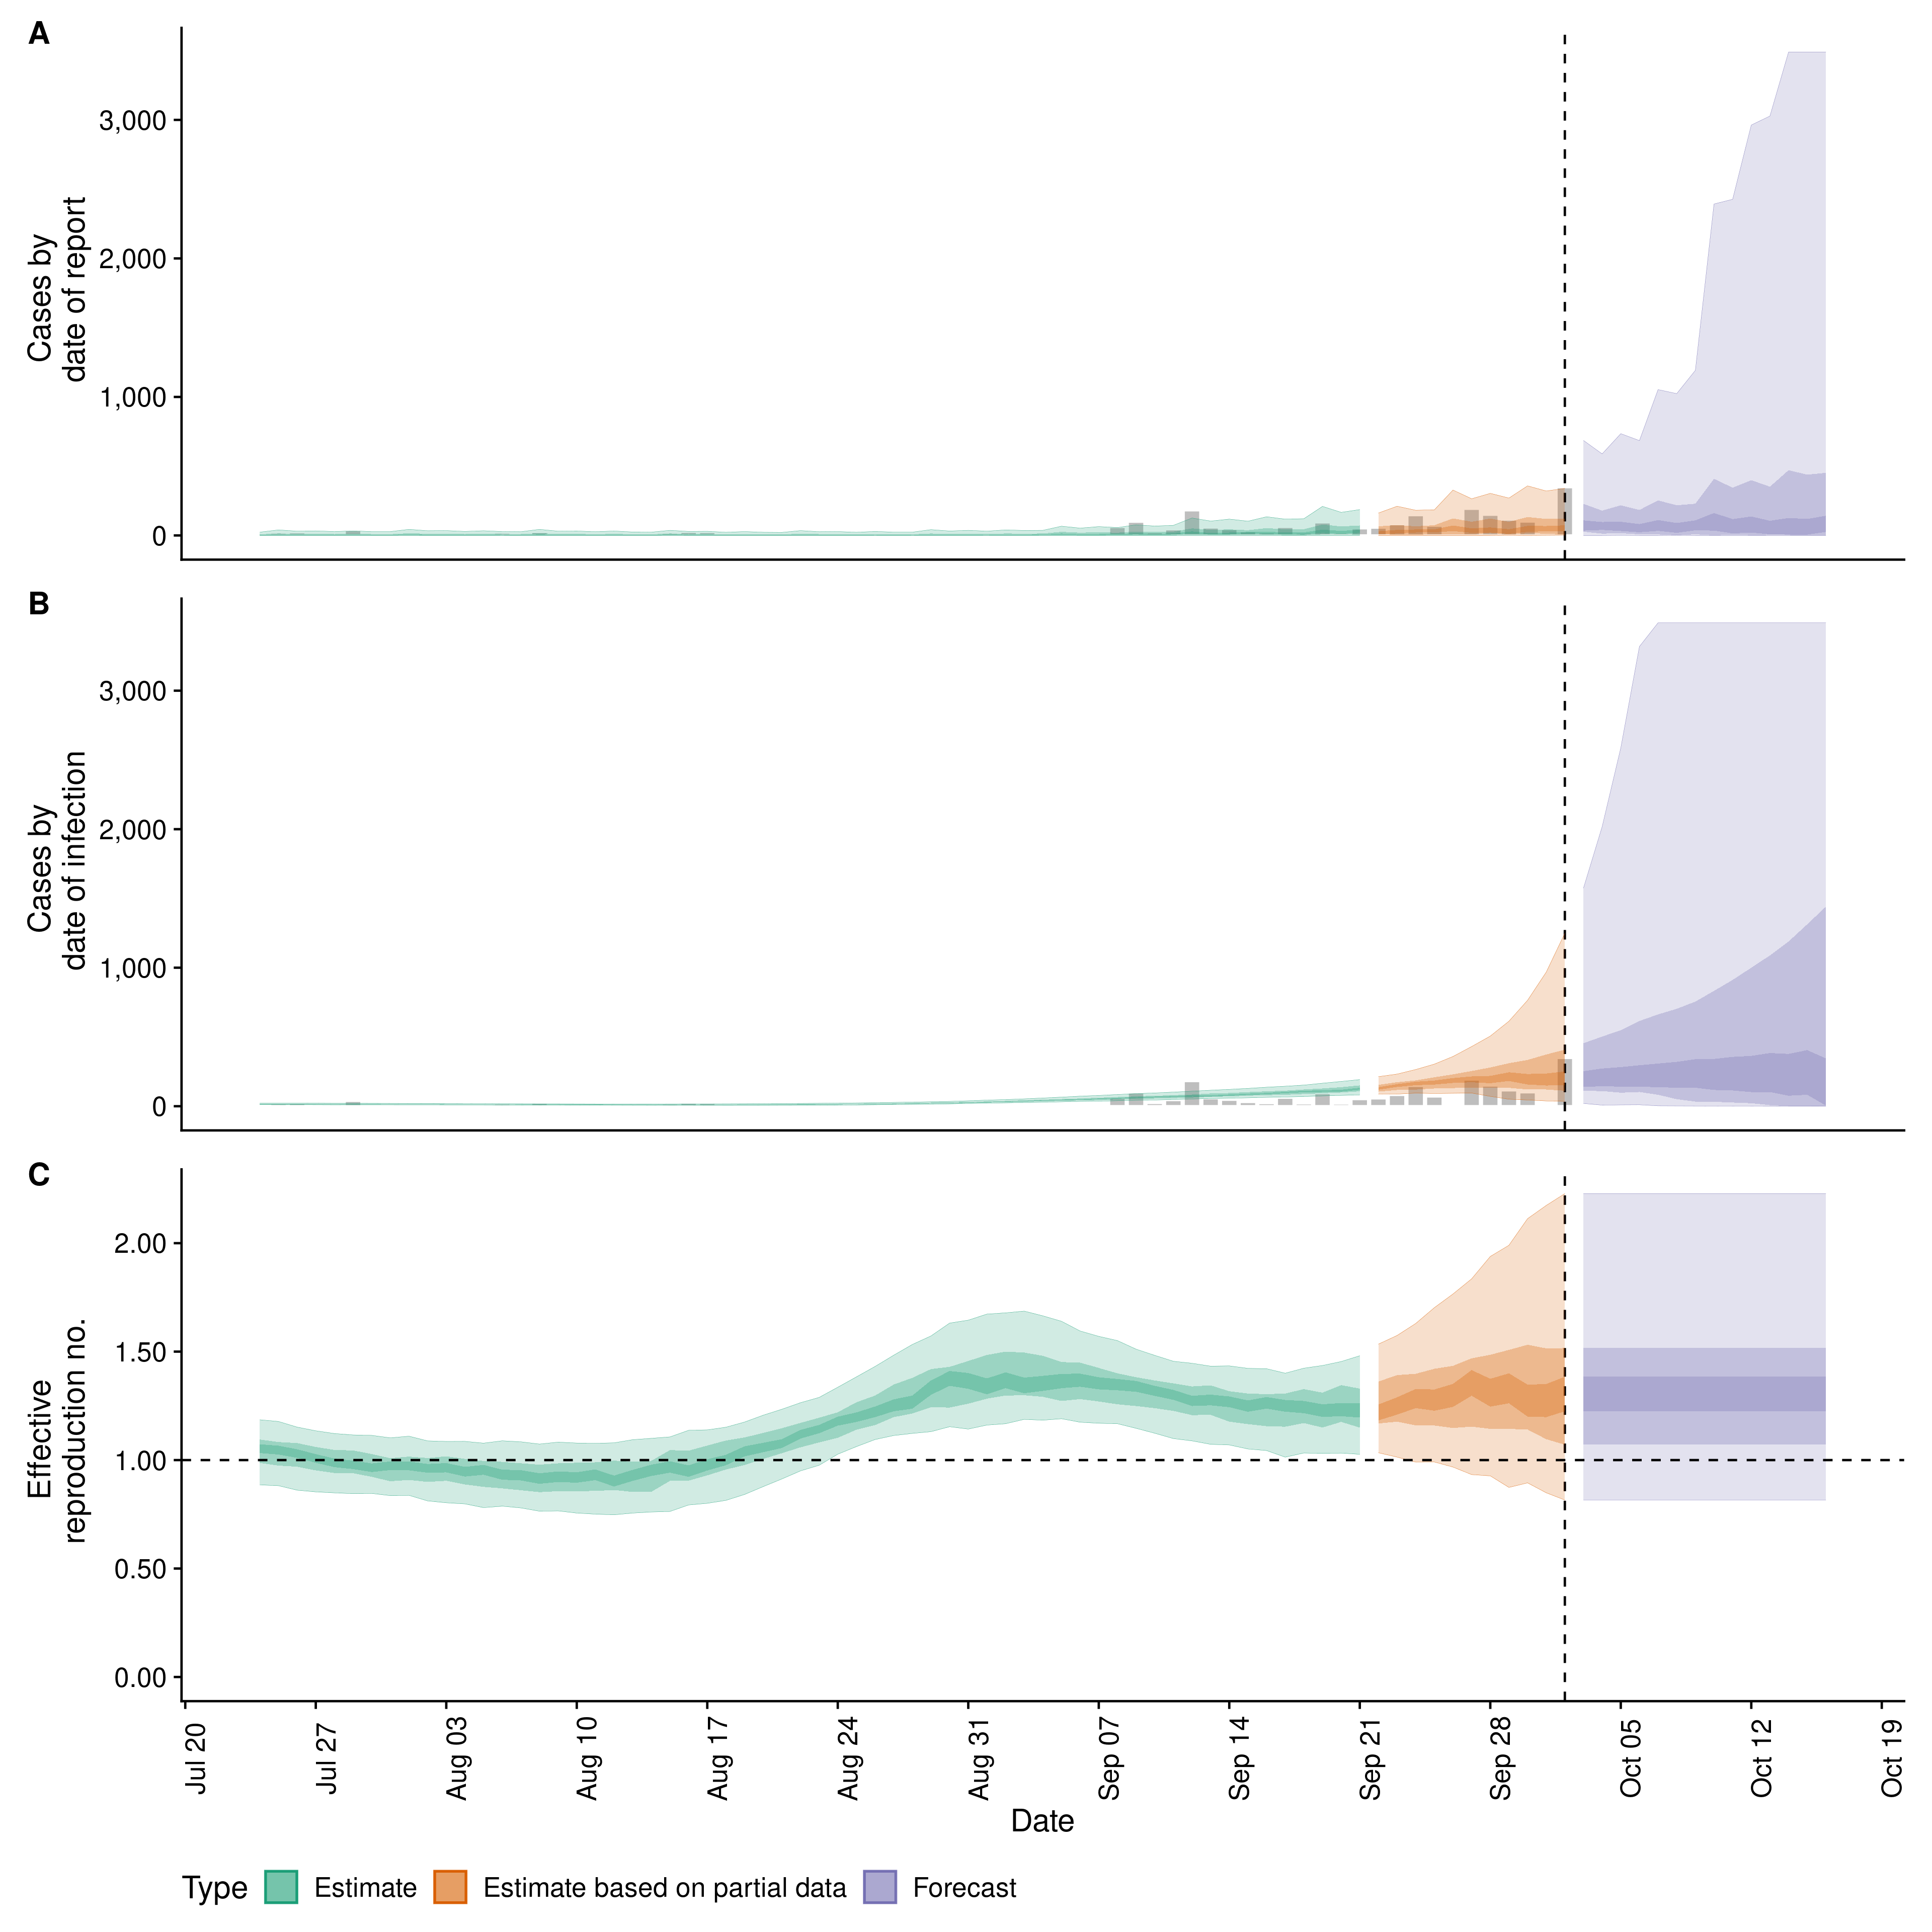 A
Cases by
date of report
3,000
2,000
1,000
0
B
Cases by
date of infection
3,000
2,000
1,000
0
C
Effective
reproduction no.
2.00
1.50
1.00
0.50
0.00
Jul 20
Jul 27
Aug 03
Aug 10
Aug 17
Aug 24
Aug 31
Sep 07
Sep 14
Sep 21
Sep 28
Oct 05
Oct 12
Oct 19
Date
Type Estimate Estimate based on partial data Forecast